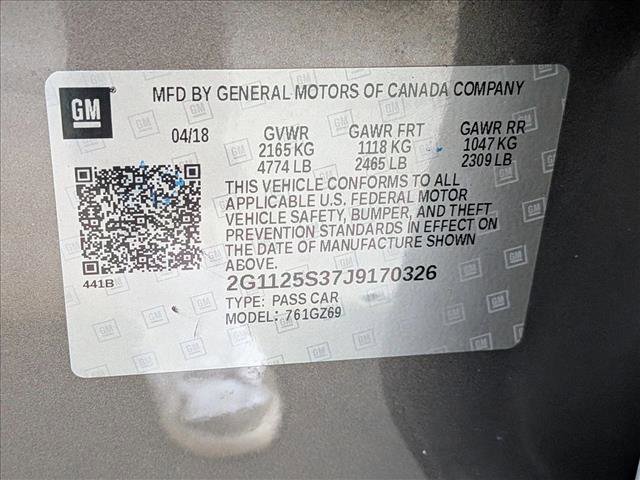 GM
MFD BY GENERAL MOTORS OF CANADA COMPANY
04/18 GVWR GAWR FRT GAWR RR
2165 KG 1118 KG 1047 KG
4774 LB 2465 LB 2309 LB
THIS VEHICLE CONFORMS TO ALL
APPLICABLE U.S. FEDERAL MOTOR
VEHICLE SAFETY, BUMPER, AND THEFT
PREVENTION STANDARDS IN EFFECT ON
THE DATE OF MANUFACTURE SHOWN
ABOVE.
441B
2G1125S37J9170326
TYPE: PASS CAR
MODEL: 761GZ69